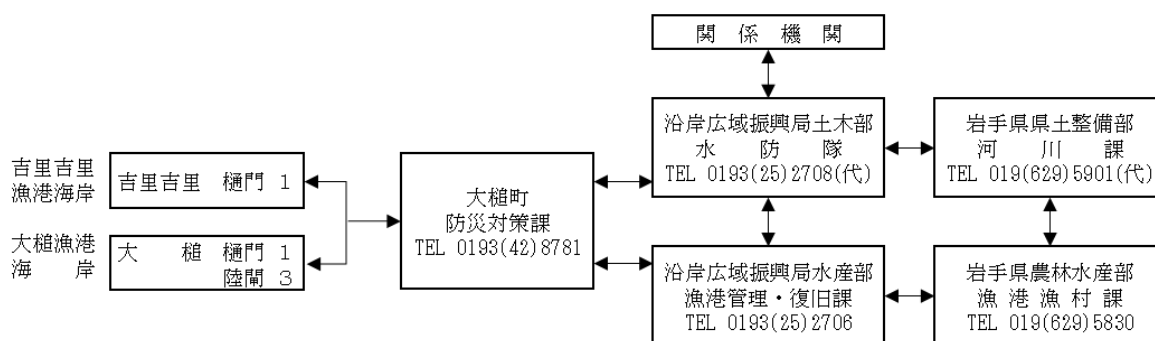 関係機関
沿岸広域振興局土木部
水防隊
TEL 0193(25)2708(代)
岩手県県土整備部
河川課
TEL 019(629)5901(代)
吉里吉里
漁港海岸
吉里吉里 樋門 1
大槌町
防災対策課
TEL 0193(42)8781
大槌漁港
海岸
大槌 樋門 1
陸閘 3
沿岸広域振興局水産部
漁港管理・復旧課
TEL 0193(25)2706
岩手県農林水産部
漁港漁村課
TEL 019(629)5830